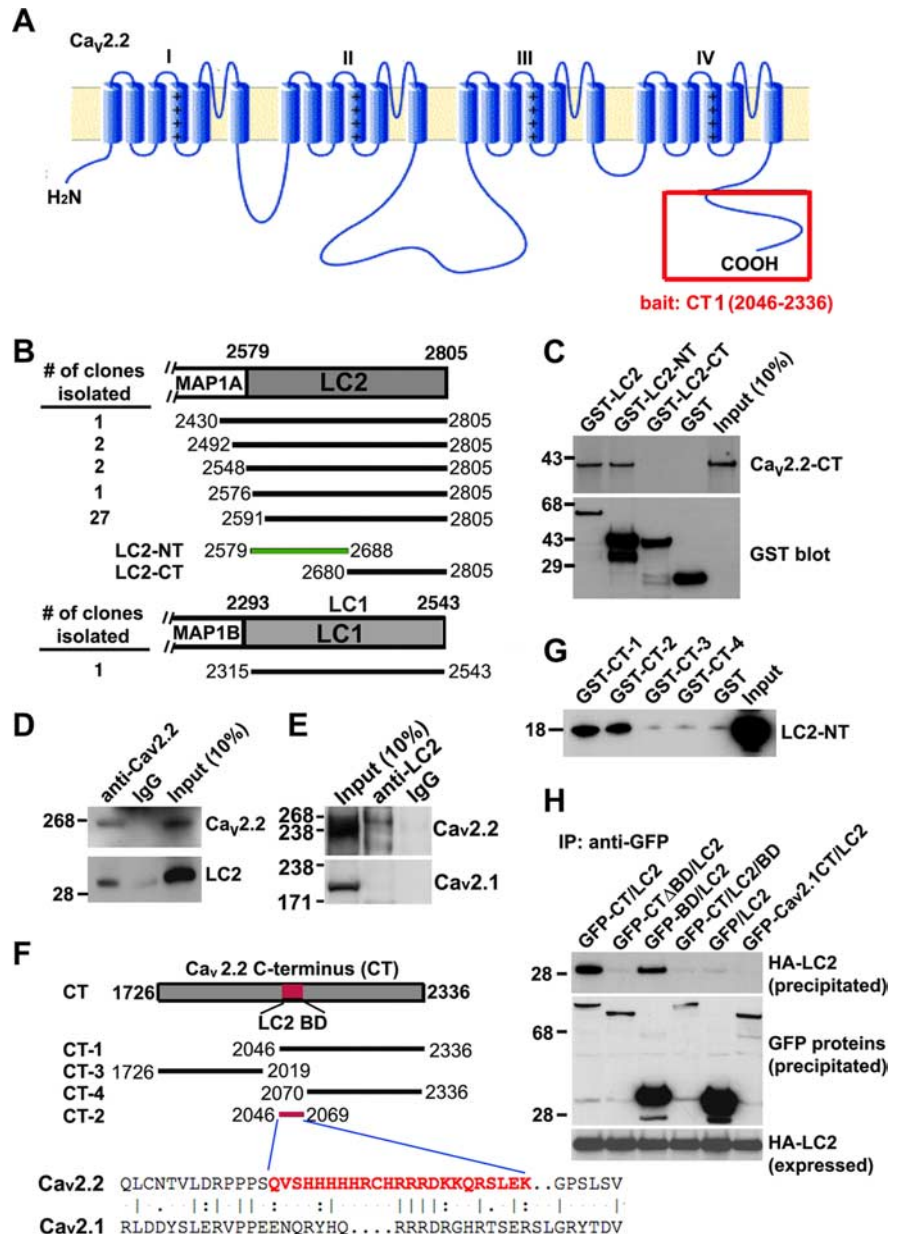 A
CaV2.2
I II III IV
+ + + +
+ + + +
+ + + +
+ + + +
H2N
COOH
bait: CT1 (2046-2336)
B
# of clones
isolated
2579 2805
MAP1A LC2
1 2430 2805
2 2492 2805
2 2548 2805
1 2576 2805
27 2591 2805
LC2-NT 2579 2688
LC2-CT 2680 2805
# of clones
isolated
2293 LC1 2543
MAP1B LC1
1 2315 2543
C
GST-LC2 GST-LC2-NT GST-LC2-CT GST Input (10%)
43 CaV2.2-CT
68
43
29
GST blot
D
anti-Cav2.2 IgG Input (10%)
268 CaV2.2
LC2
28
E
Input (10%) anti-LC2 IgG
268
238
Cav2.2
238
171
Cav2.1
F
CaV 2.2 C-terminus (CT)
CT 1726 2336
LC2 BD
CT-1 2046 2336
CT-3 1726 2019
CT-4 2070 2336
CT-2 2046 2069
Cav2.2 QLCNTVLDRPPPSQVSHHHHHHRCHRRRDKKQRSLEK..GPSLSV
Cav2.1 RLDDYSLERVPPEENQRYHQ....RRRDRGHRTSERSLGRYTDV
G
GST-CT-1 GST-CT-2 GST-CT-3 GST-CT-4 GST Input
18 LC2-NT
H
IP: anti-GFP
GFP-CT/LC2 GFP-CTΔBD/LC2 GFP-BD/LC2 GFP-CT/LC2/BD GFP/LC2 GFP-Cav2.1CT/LC2
28 HA-LC2
(precipitated)
68
GFP proteins
(precipitated)
28
HA-LC2
(expressed)